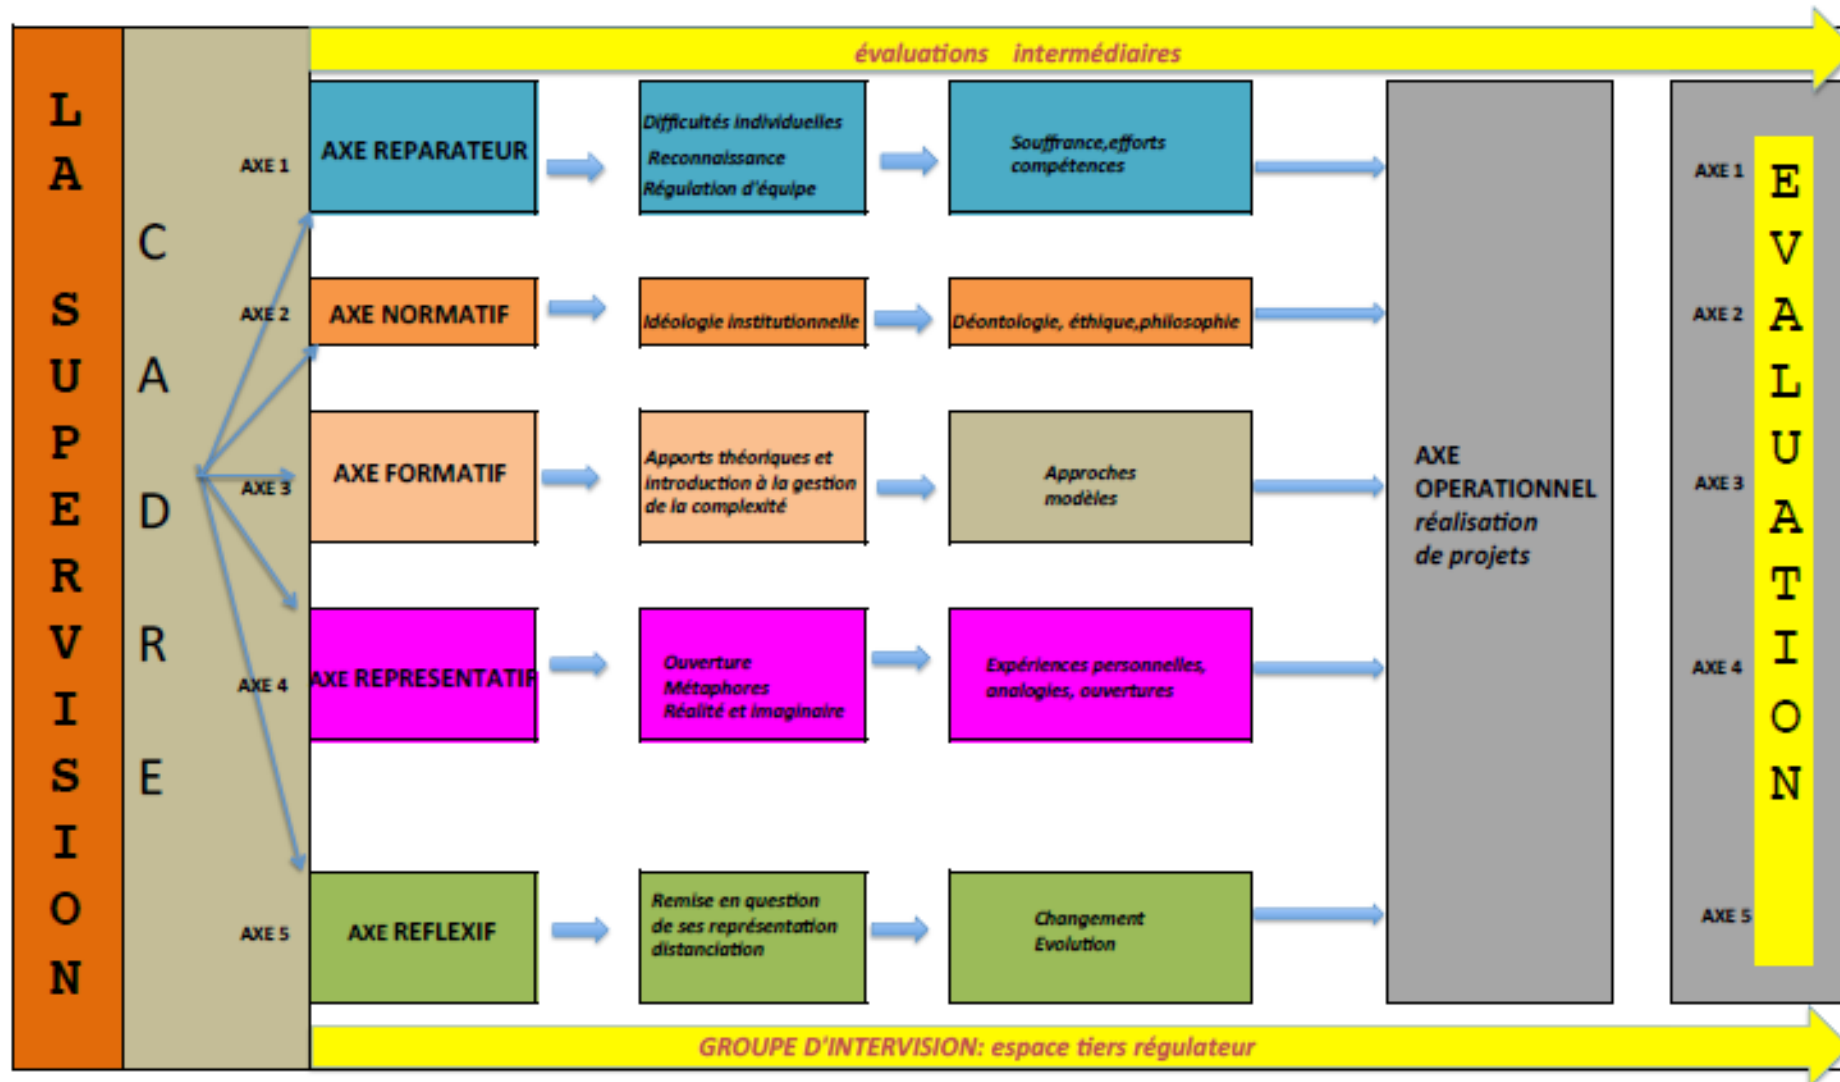 LA SUPERVISION
CADRE
évaluations intermédiaires
AXE 1
AXE REPARATEUR
Difficultés individuelles
Reconnaissance
Régulation d'équipe
Souffrance,efforts
compétences
AXE 2
AXE NORMATIF
Idéologie institutionnelle
Déontologie, éthique,philosophie
AXE 3
AXE FORMATIF
Apports théoriques et
introduction à la gestion
de la complexité
Approches
modèles
AXE 4
AXE REPRESENTATIF
Ouverture
Métaphores
Réalité et imaginaire
Expériences personnelles,
analogies, ouvertures
AXE 5
AXE REFLEXIF
Remise en question
de ses représentation
distanciation
Changement
Evolution
AXE
OPERATIONNEL
réalisation
de projets
AXE 1
AXE 2
AXE 3
AXE 4
AXE 5
EVALUATION
GROUPE D'INTERVISION: espace tiers régulateur